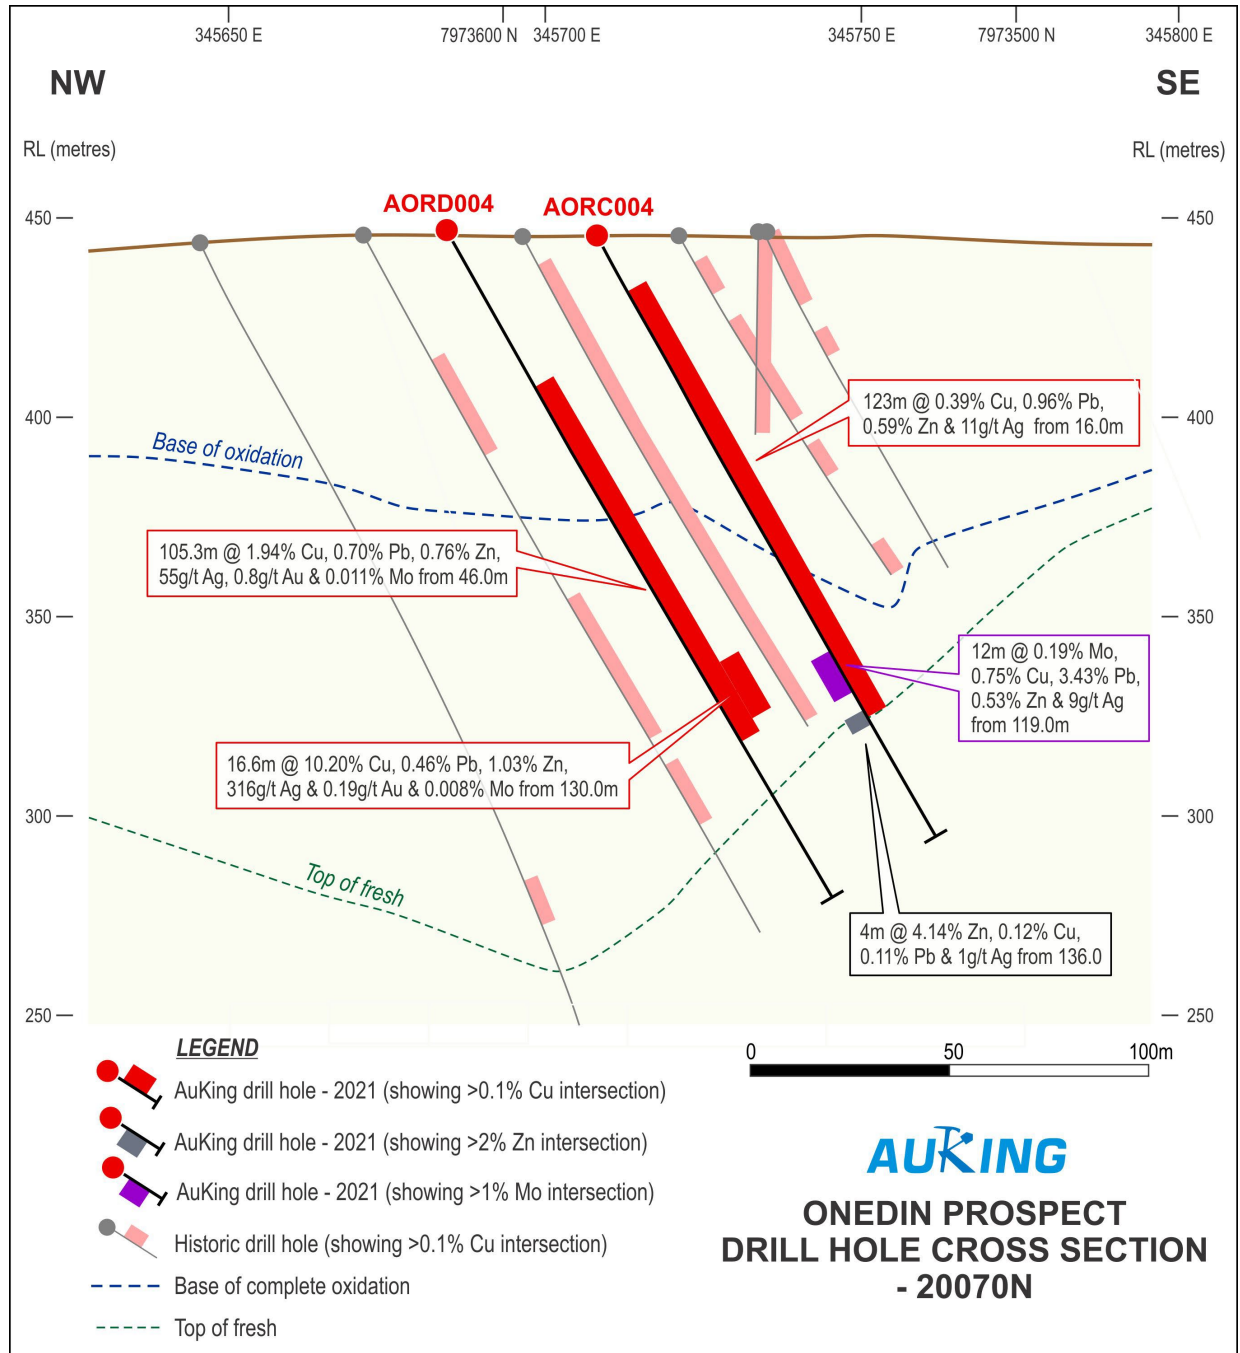 345650 E
7973600 N
345700 E
345750 E
7973500 N
345800 E
NW
SE
RL (metres)
RL (metres)
AORD004
AORC004
450
450
400
400
350
350
300
300
250
250
123m @ 0.39% Cu, 0.96% Pb,
0.59% Zn & 11g/t Ag from 16.0m
Base of oxidation
105.3m @ 1.94% Cu, 0.70% Pb, 0.76% Zn,
55g/t Ag, 0.8g/t Au & 0.011% Mo from 46.0m
12m @ 0.19% Mo,
0.75% Cu, 3.43% Pb,
0.53% Zn & 9g/t Ag
from 119.0m
16.6m @ 10.20% Cu, 0.46% Pb, 1.03% Zn,
316g/t Ag & 0.19g/t Au & 0.008% Mo from 130.0m
Top of fresh
4m @ 4.14% Zn, 0.12% Cu,
0.11% Pb & 1g/t Ag from 136.0
LEGEND
AuKing drill hole - 2021 (showing >0.1% Cu intersection)
AuKing drill hole - 2021 (showing >2% Zn intersection)
AuKing drill hole - 2021 (showing >1% Mo intersection)
Historic drill hole (showing >0.1% Cu intersection)
Base of complete oxidation
Top of fresh
0 50 100m
AUKING
ONEDIN PROSPECT
DRILL HOLE CROSS SECTION
- 20070N